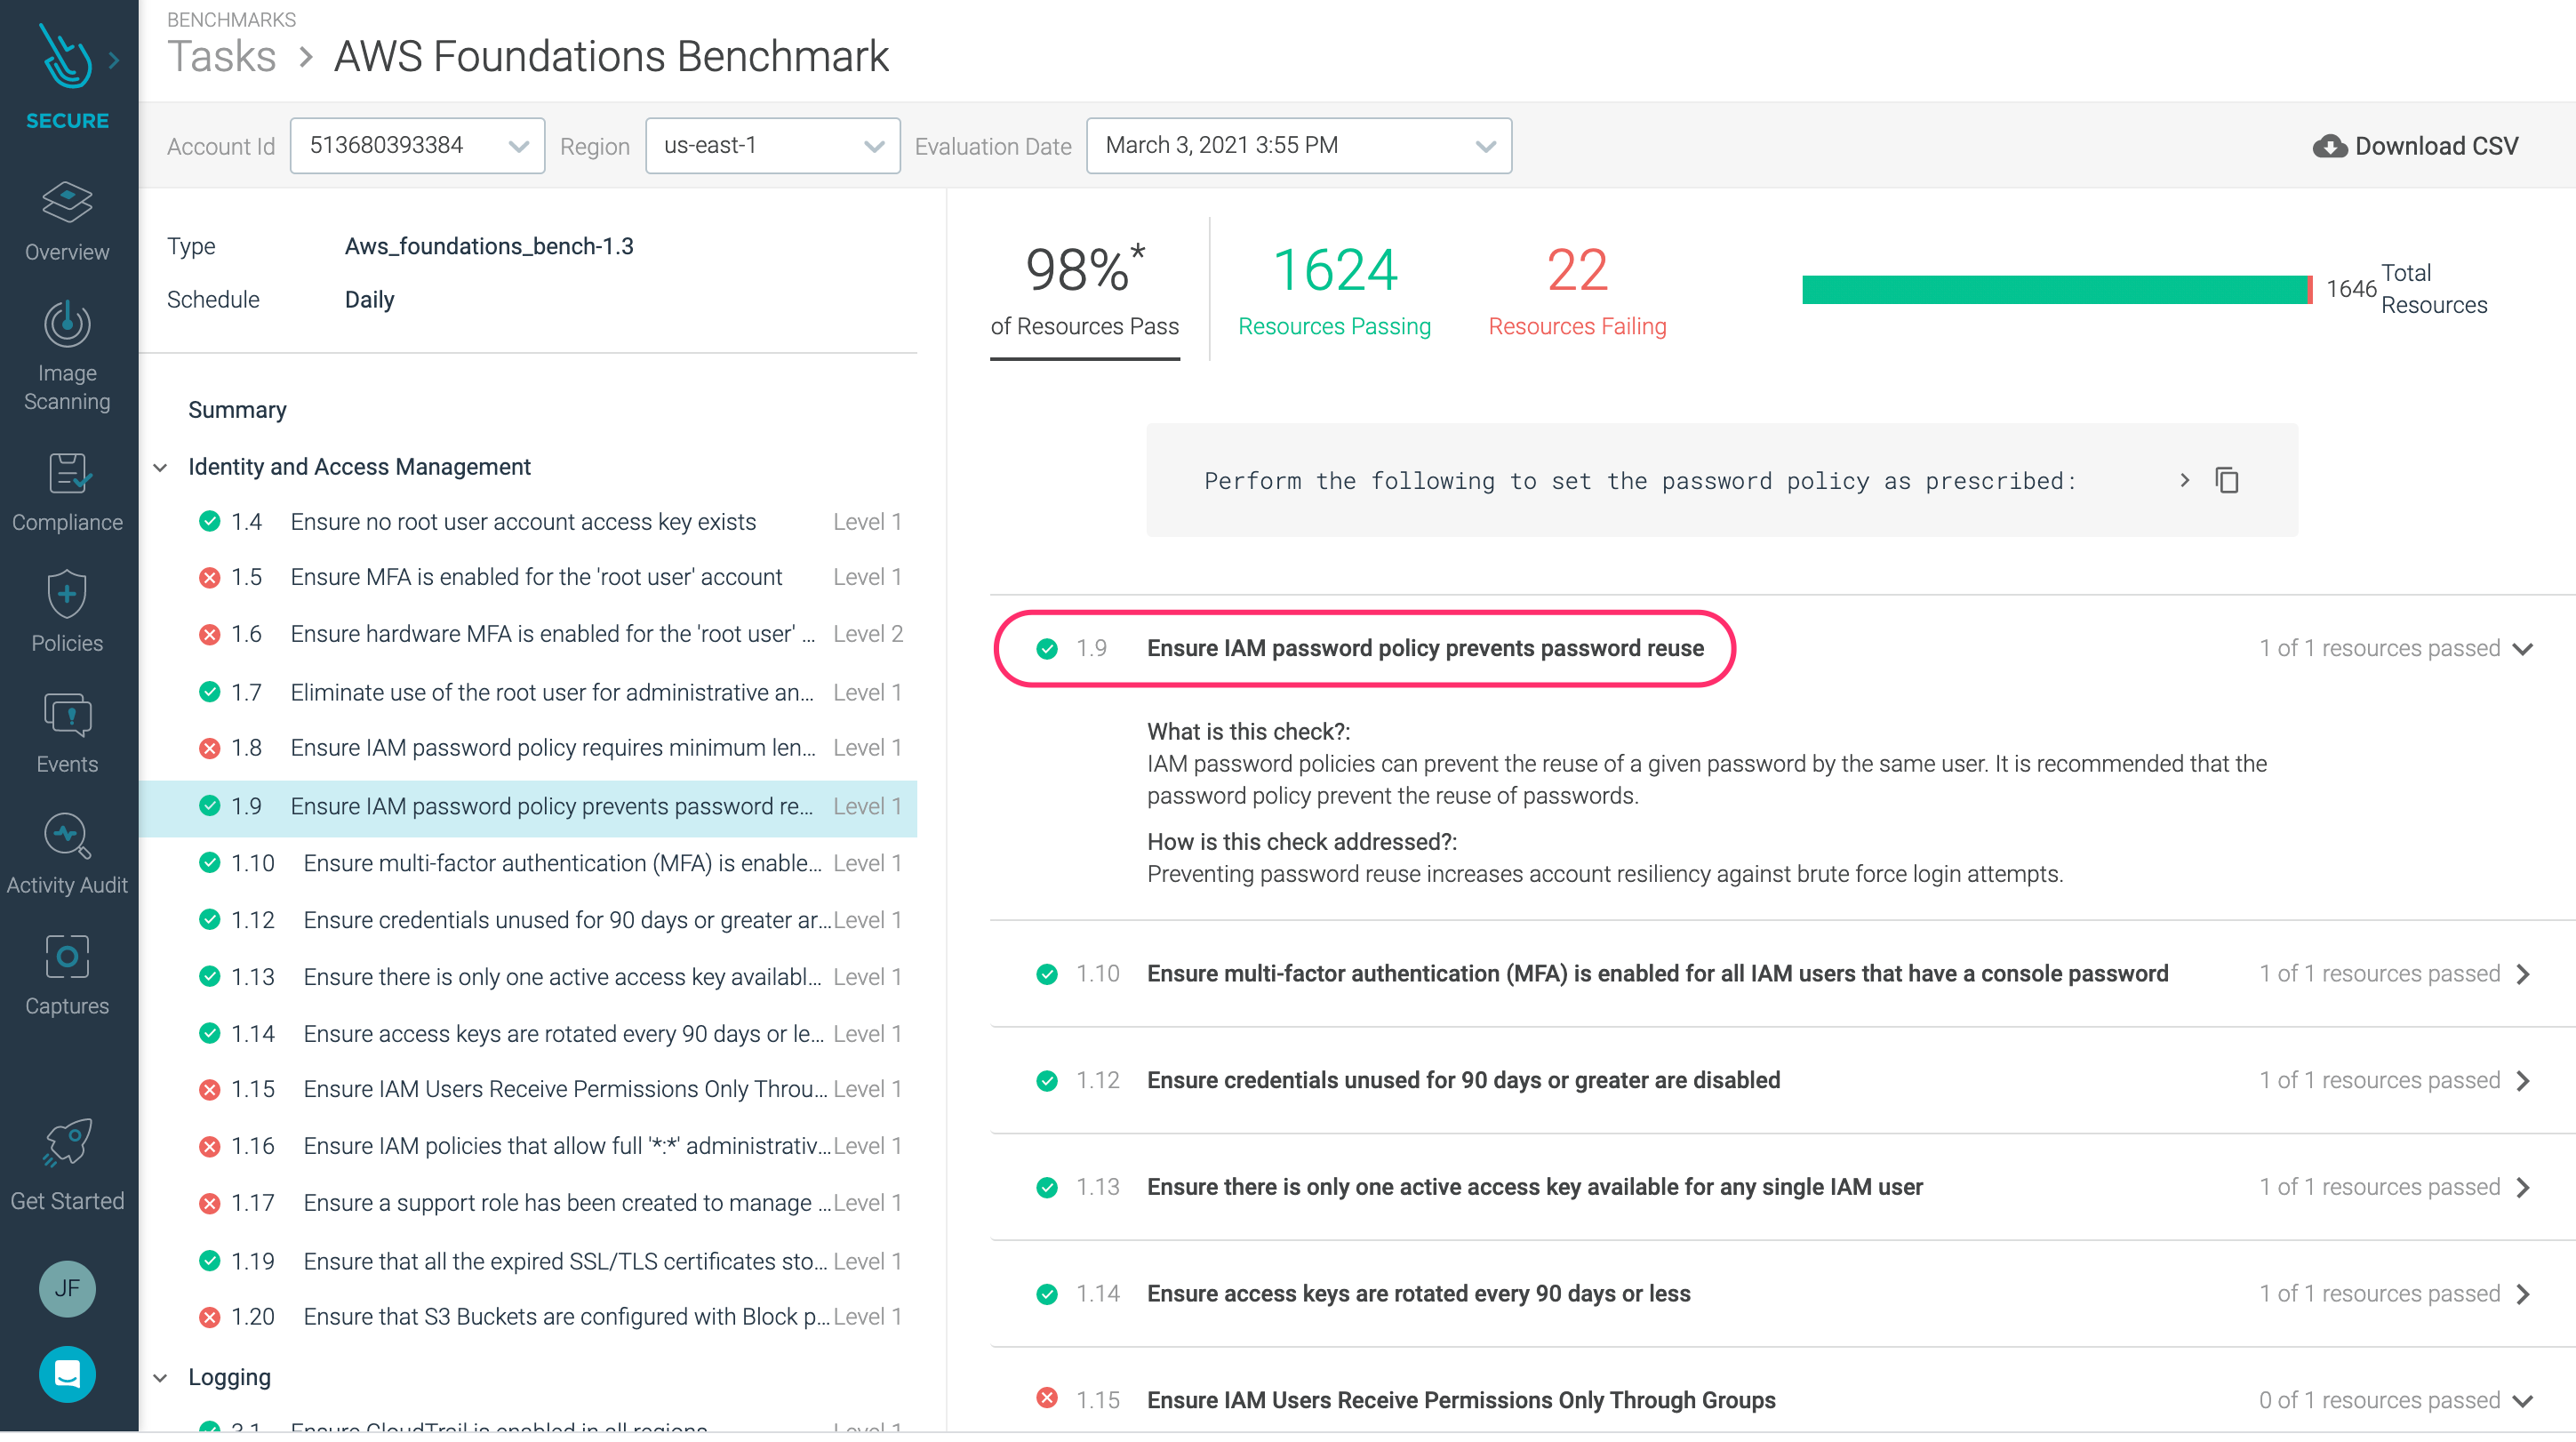 BENCHMARKS
Tasks > AWS Foundations Benchmark
SECURE
Overview
Image
Scanning
Compliance
Policies
Events
Activity Audit
Captures
Get Started
JF
Account Id 513680393384 Region us-east-1 Evaluation Date March 3, 2021 3:55 PM Download CSV
Type Aws_foundations_bench-1.3
Schedule Daily
Summary
Identity and Access Management
1.4 Ensure no root user account access key exists Level 1
1.5 Ensure MFA is enabled for the 'root user' account Level 1
1.6 Ensure hardware MFA is enabled for the 'root user' ... Level 2
1.7 Eliminate use of the root user for administrative an... Level 1
1.8 Ensure IAM password policy requires minimum len... Level 1
1.9 Ensure IAM password policy prevents password re... Level 1
1.10 Ensure multi-factor authentication (MFA) is enable... Level 1
1.12 Ensure credentials unused for 90 days or greater ar... Level 1
1.13 Ensure there is only one active access key availabl... Level 1
1.14 Ensure access keys are rotated every 90 days or le... Level 1
1.15 Ensure IAM Users Receive Permissions Only Throu... Level 1
1.16 Ensure IAM policies that allow full '*:*' administrativ... Level 1
1.17 Ensure a support role has been created to manage ... Level 1
1.19 Ensure that all the expired SSL/TLS certificates sto... Level 1
1.20 Ensure that S3 Buckets are configured with Block p... Level 1
Logging
Ensure CloudTrail is enabled in all regions Level 1
98%*
of Resources Pass
1624
Resources Passing
22
Resources Failing
1646 Total
Resources
Perform the following to set the password policy as prescribed:
1.9 Ensure IAM password policy prevents password reuse 1 of 1 resources passed
What is this check?:
IAM password policies can prevent the reuse of a given password by the same user. It is recommended that the
password policy prevent the reuse of passwords.
How is this check addressed?:
Preventing password reuse increases account resiliency against brute force login attempts.
1.10 Ensure multi-factor authentication (MFA) is enabled for all IAM users that have a console password 1 of 1 resources passed
1.12 Ensure credentials unused for 90 days or greater are disabled 1 of 1 resources passed
1.13 Ensure there is only one active access key available for any single IAM user 1 of 1 resources passed
1.14 Ensure access keys are rotated every 90 days or less 1 of 1 resources passed
1.15 Ensure IAM Users Receive Permissions Only Through Groups 0 of 1 resources passed